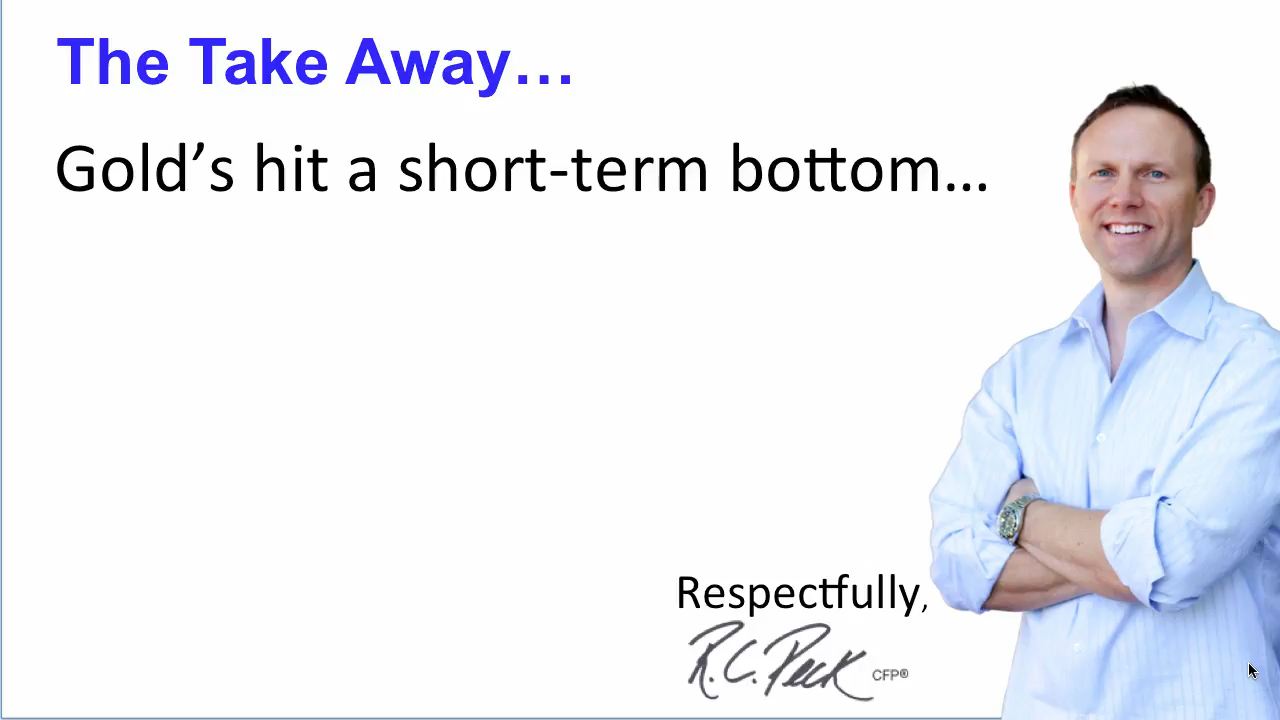 The Take Away…
Gold’s hit a short-term bottom…
Respectfully,
R.C. Peck CFP®